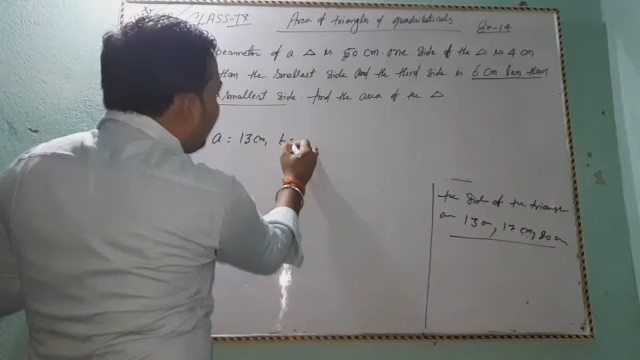 CLASS-IX Area of triangles & quadrilaterals Ex-14
perimeter of a △ is 50 cm. one side of the △ is 4 cm
than the smallest side and the third side is 6 cm less than
smallest side. find the area of the △
a = 13 cm, b =
the side of the triangle
are 13 cm, 17 cm, 20 cm